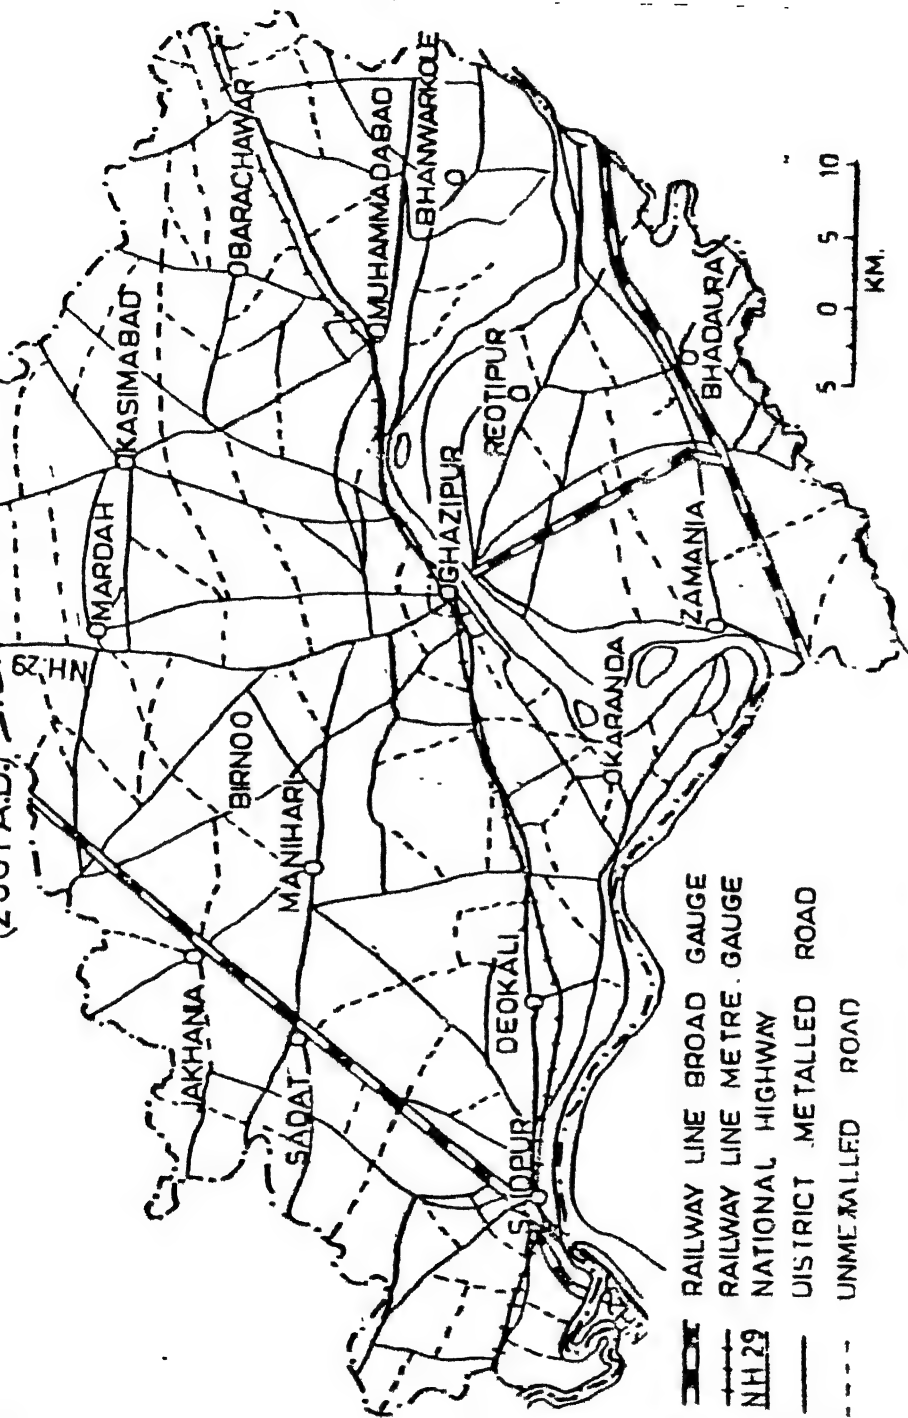 (2001 A.D.)
NH.29
MARDAH
KASIMABAD
BARACHAWAR
MUHAMMADABAD
BHANWARKOLE
JAKHANA
BIRNOO
MANIHARI
SADAT
GHAZIPUR
REOTIPUR
DEOKALI
SAIDPUR
KARANDA
ZAMANIA
BHADAURA
5 0 5 10
KM.
RAILWAY LINE BROAD GAUGE
RAILWAY LINE METRE. GAUGE
NH 29 NATIONAL HIGHWAY
DISTRICT METALLED ROAD
UNMETALLED ROAD